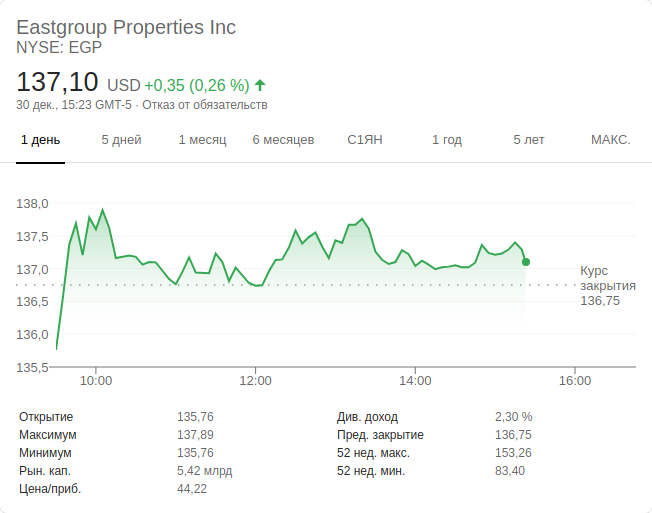 Eastgroup Properties Inc
NYSE: EGP
137,10 USD +0,35 (0,26 %) ↑
30 дек., 15:23 GMT-5 · Отказ от обязательств
1 день 5 дней 1 месяц 6 месяцев С1ЯН 1 год 5 лет МАКС.
138,0
137,5
137,0
136,5
136,0
135,5
Курс
закрытия
136,75
10:00 12:00 14:00 16:00
Открытие 135,76 Див. доход 2,30 %
Максимум 137,89 Пред. закрытие 136,75
Минимум 135,76 52 нед. макс. 153,26
Рын. кап. 5,42 млрд 52 нед. мин. 83,40
Цена/приб. 44,22